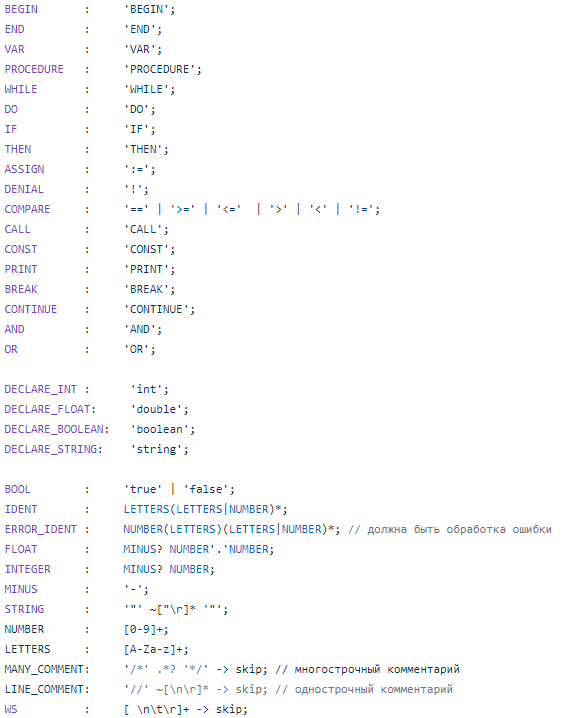 BEGIN : 'BEGIN';
END : 'END';
VAR : 'VAR';
PROCEDURE : 'PROCEDURE';
WHILE : 'WHILE';
DO : 'DO';
IF : 'IF';
THEN : 'THEN';
ASSIGN : ':=';
DENIAL : '!';
COMPARE : '==' | '>=' | '<=' | '>' | '<' | '!=';
CALL : 'CALL';
CONST : 'CONST';
PRINT : 'PRINT';
BREAK : 'BREAK';
CONTINUE : 'CONTINUE';
AND : 'AND';
OR : 'OR';
DECLARE_INT : 'int';
DECLARE_FLOAT: 'double';
DECLARE_BOOLEAN: 'boolean';
DECLARE_STRING: 'string';
BOOL : 'true' | 'false';
IDENT : LETTERS(LETTERS|NUMBER)*;
ERROR_IDENT : NUMBER(LETTERS)(LETTERS|NUMBER)*; // должна быть обработка ошибки
FLOAT : MINUS? NUMBER'.'NUMBER;
INTEGER : MINUS? NUMBER;
MINUS : '-';
STRING : '"' ~["\r]* '"';
NUMBER : [0-9]+;
LETTERS : [A-Za-z]+;
MANY_COMMENT: '/*' .*? '*/' -> skip; // многострочный комментарий
LINE_COMMENT: '//' ~[\n\r]* -> skip; // однострочный комментарий
WS : [ \n\t\r]+ -> skip;